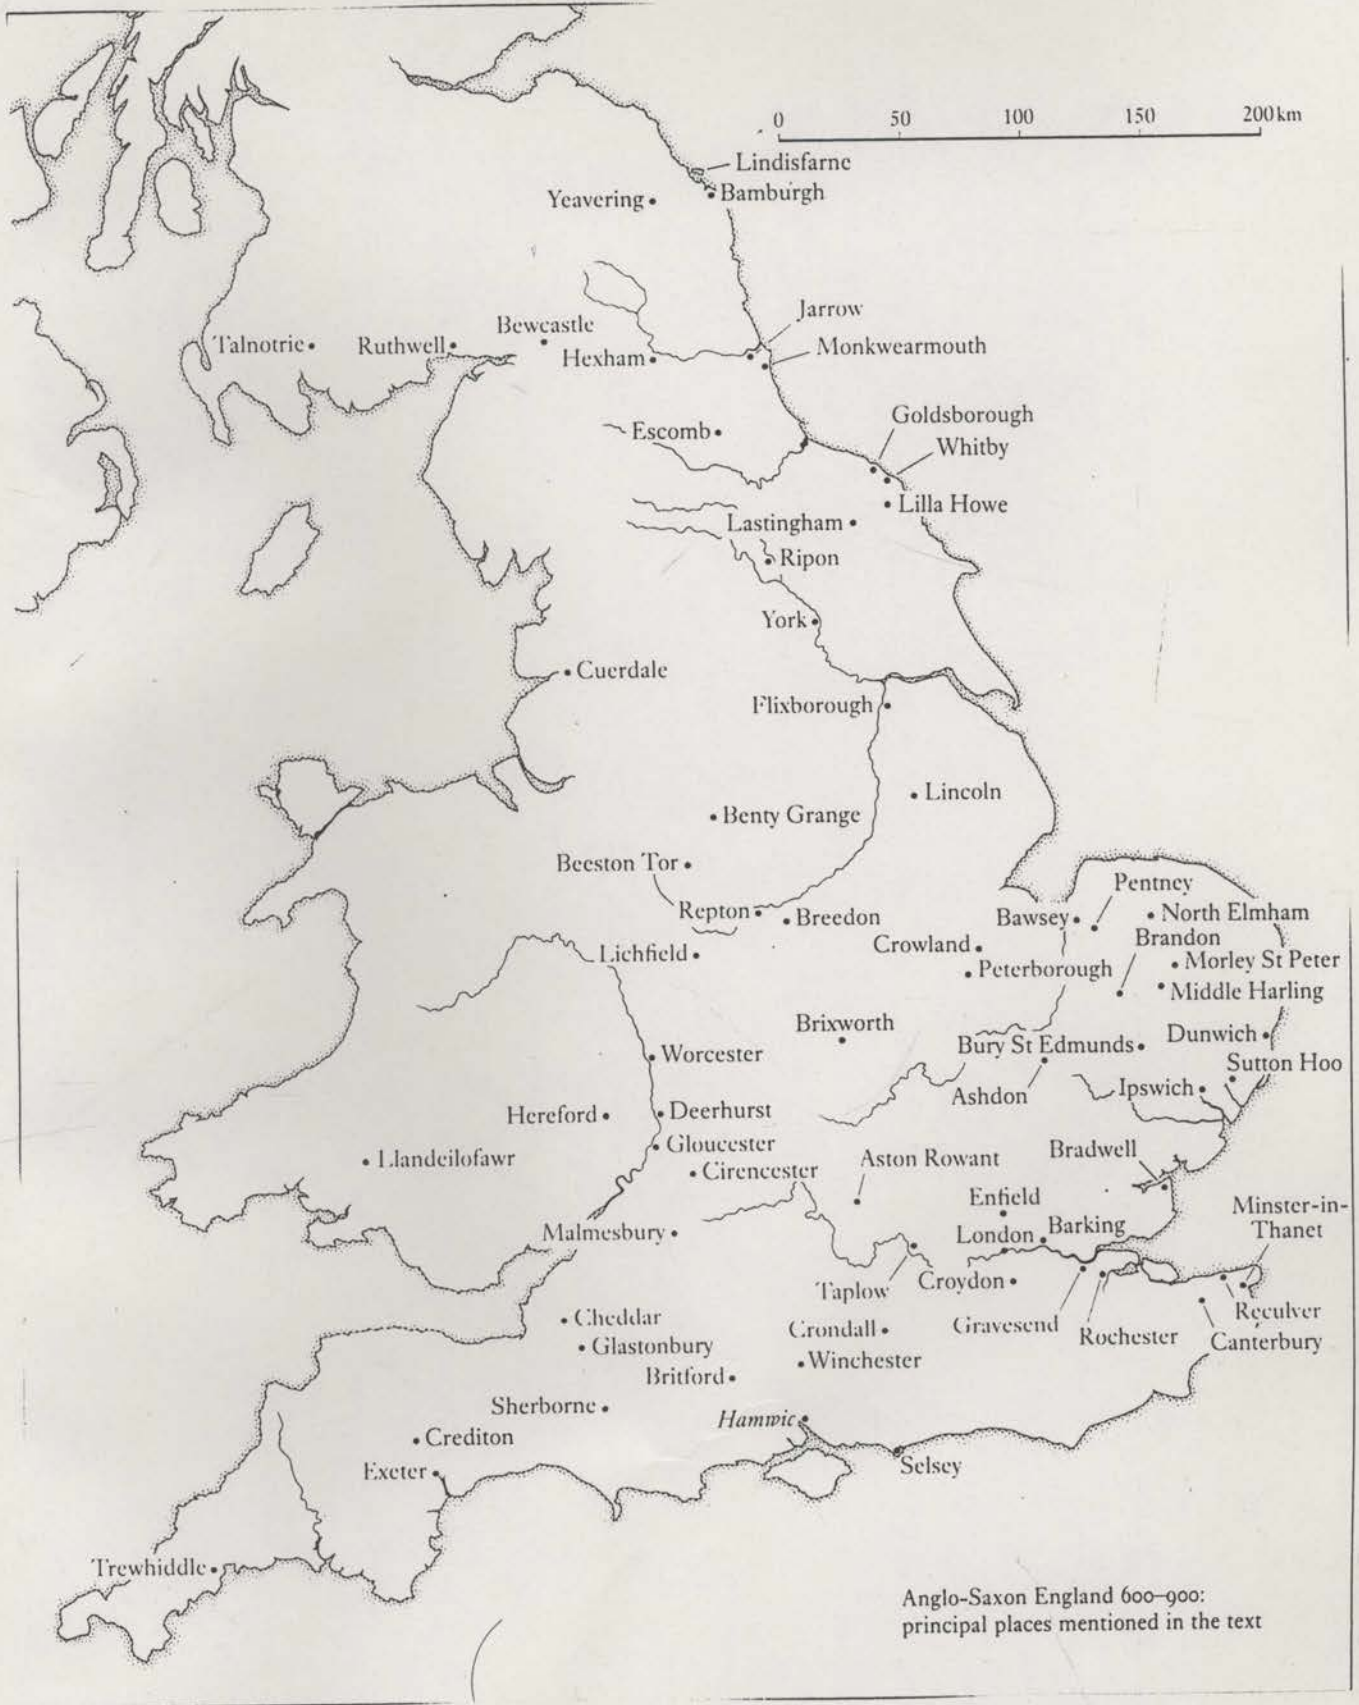 0 50 100 150 200 km
Lindisfarne
Yeavering
Bamburgh
Jarrow
Bewcastle
Talnotrie
Ruthwell
Hexham
Monkwearmouth
Goldsborough
Escomb
Whitby
Lilla Howe
Lastingham
Ripon
York
Cuerdale
Flixborough
Lincoln
Benty Grange
Beeston Tor
Pentney
Repton
Breedon
Bawsey
North Elmham
Brandon
Crowland
Lichfield
Morley St Peter
Peterborough
Middle Harling
Brixworth
Dunwich
Bury St Edmunds
Worcester
Sutton Hoo
Ashdon
Ipswich
Hereford
Deerhurst
Gloucester
Bradwell
Llandeilofawr
Aston Rowant
Cirencester
Enfield
Minster-in-
Thanet
Barking
London
Malmesbury
Croydon
Taplow
Reculver
Cheddar
Gravesend
Crondall
Rochester
Canterbury
Glastonbury
Winchester
Britford
Sherborne
Hamwic
Crediton
Selsey
Exeter
Trewhiddle
Anglo-Saxon England 600–900:
principal places mentioned in the text